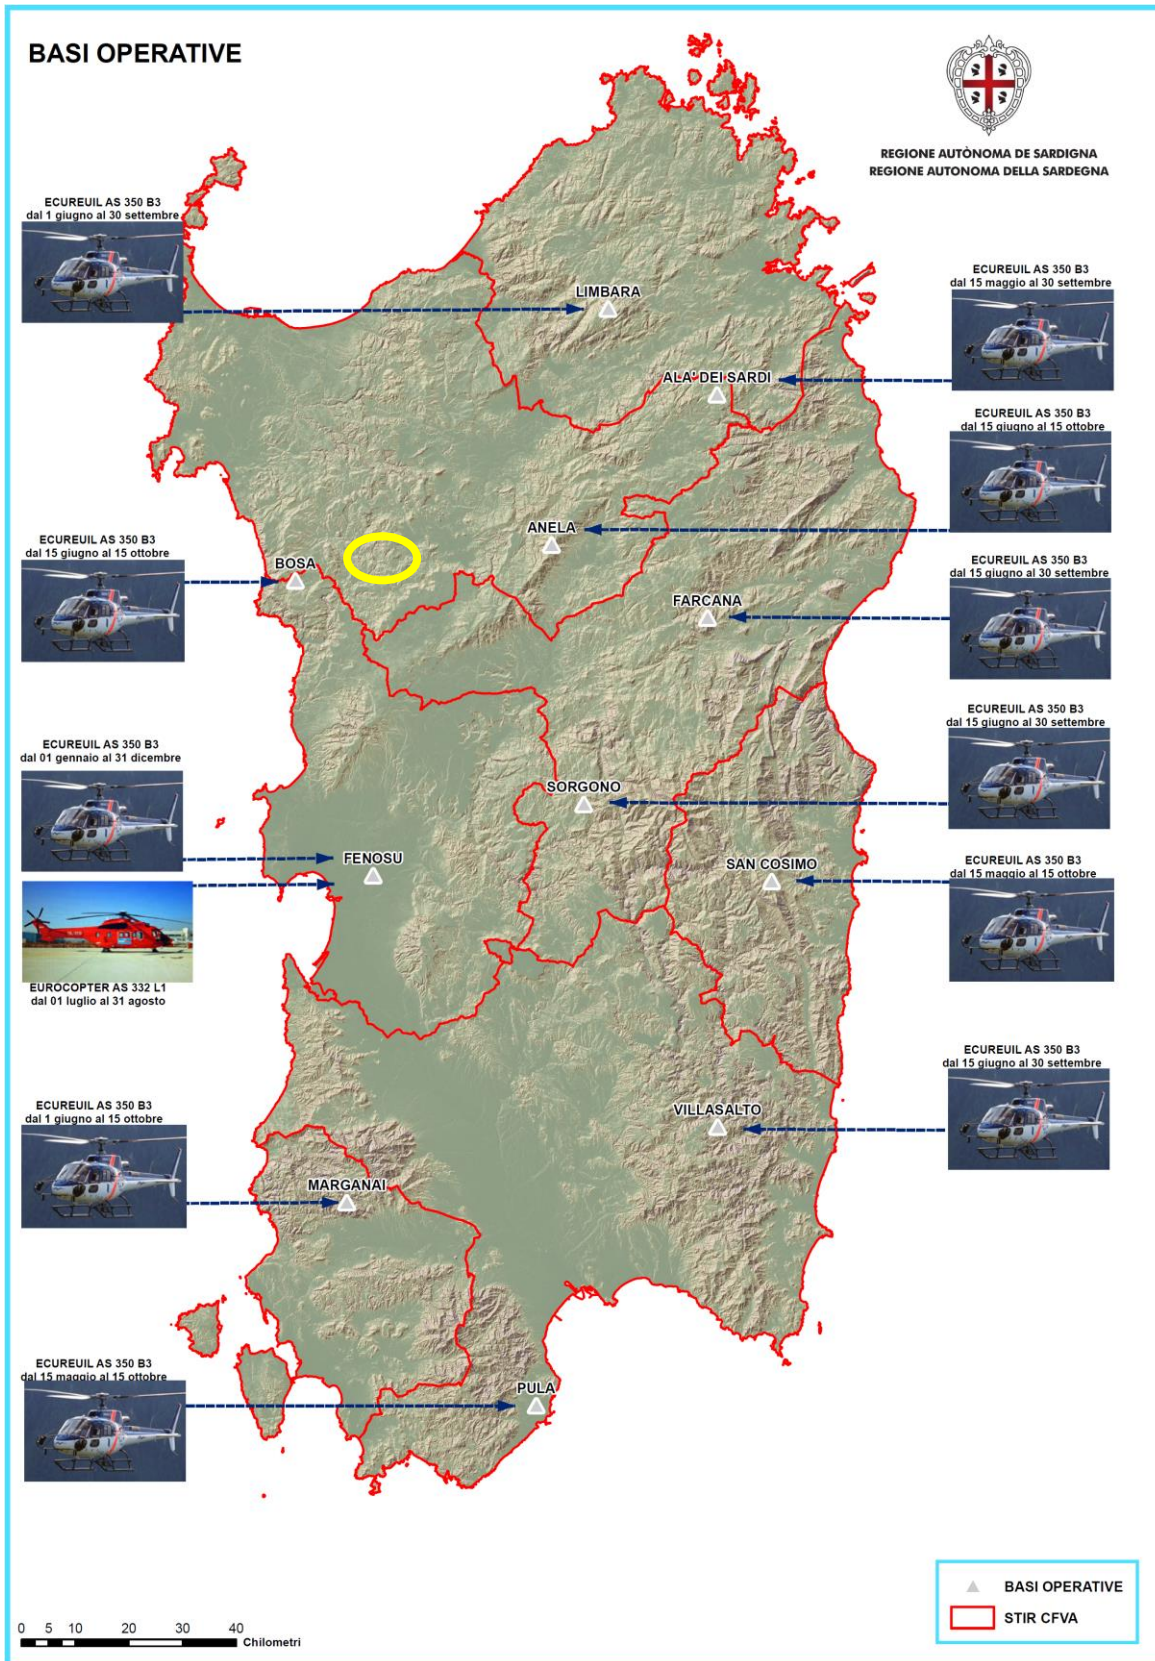 BASI OPERATIVE
REGIONE AUTÒNOMA DE SARDIGNA
REGIONE AUTONOMA DELLA SARDEGNA
ECUREUIL AS 350 B3
dal 1 giugno al 30 settembre
LIMBARA
ECUREUIL AS 350 B3
dal 15 maggio al 30 settembre
ALA' DEI SARDI
ECUREUIL AS 350 B3
dal 15 giugno al 15 ottobre
ANELA
ECUREUIL AS 350 B3
dal 15 giugno al 15 ottobre
BOSA
ECUREUIL AS 350 B3
dal 15 giugno al 30 settembre
FARCANA
ECUREUIL AS 350 B3
dal 15 giugno al 30 settembre
SORGONO
ECUREUIL AS 350 B3
dal 01 gennaio al 31 dicembre
FENOSU
EUROCOPTER AS 332 L1
dal 01 luglio al 31 agosto
ECUREUIL AS 350 B3
dal 15 maggio al 15 ottobre
SAN COSIMO
ECUREUIL AS 350 B3
dal 15 giugno al 30 settembre
VILLASALTO
ECUREUIL AS 350 B3
dal 1 giugno al 15 ottobre
MARGANAI
ECUREUIL AS 350 B3
dal 15 maggio al 15 ottobre
PULA
BASI OPERATIVE
STIR CFVA
0 5 10 20 30 40
Chilometri